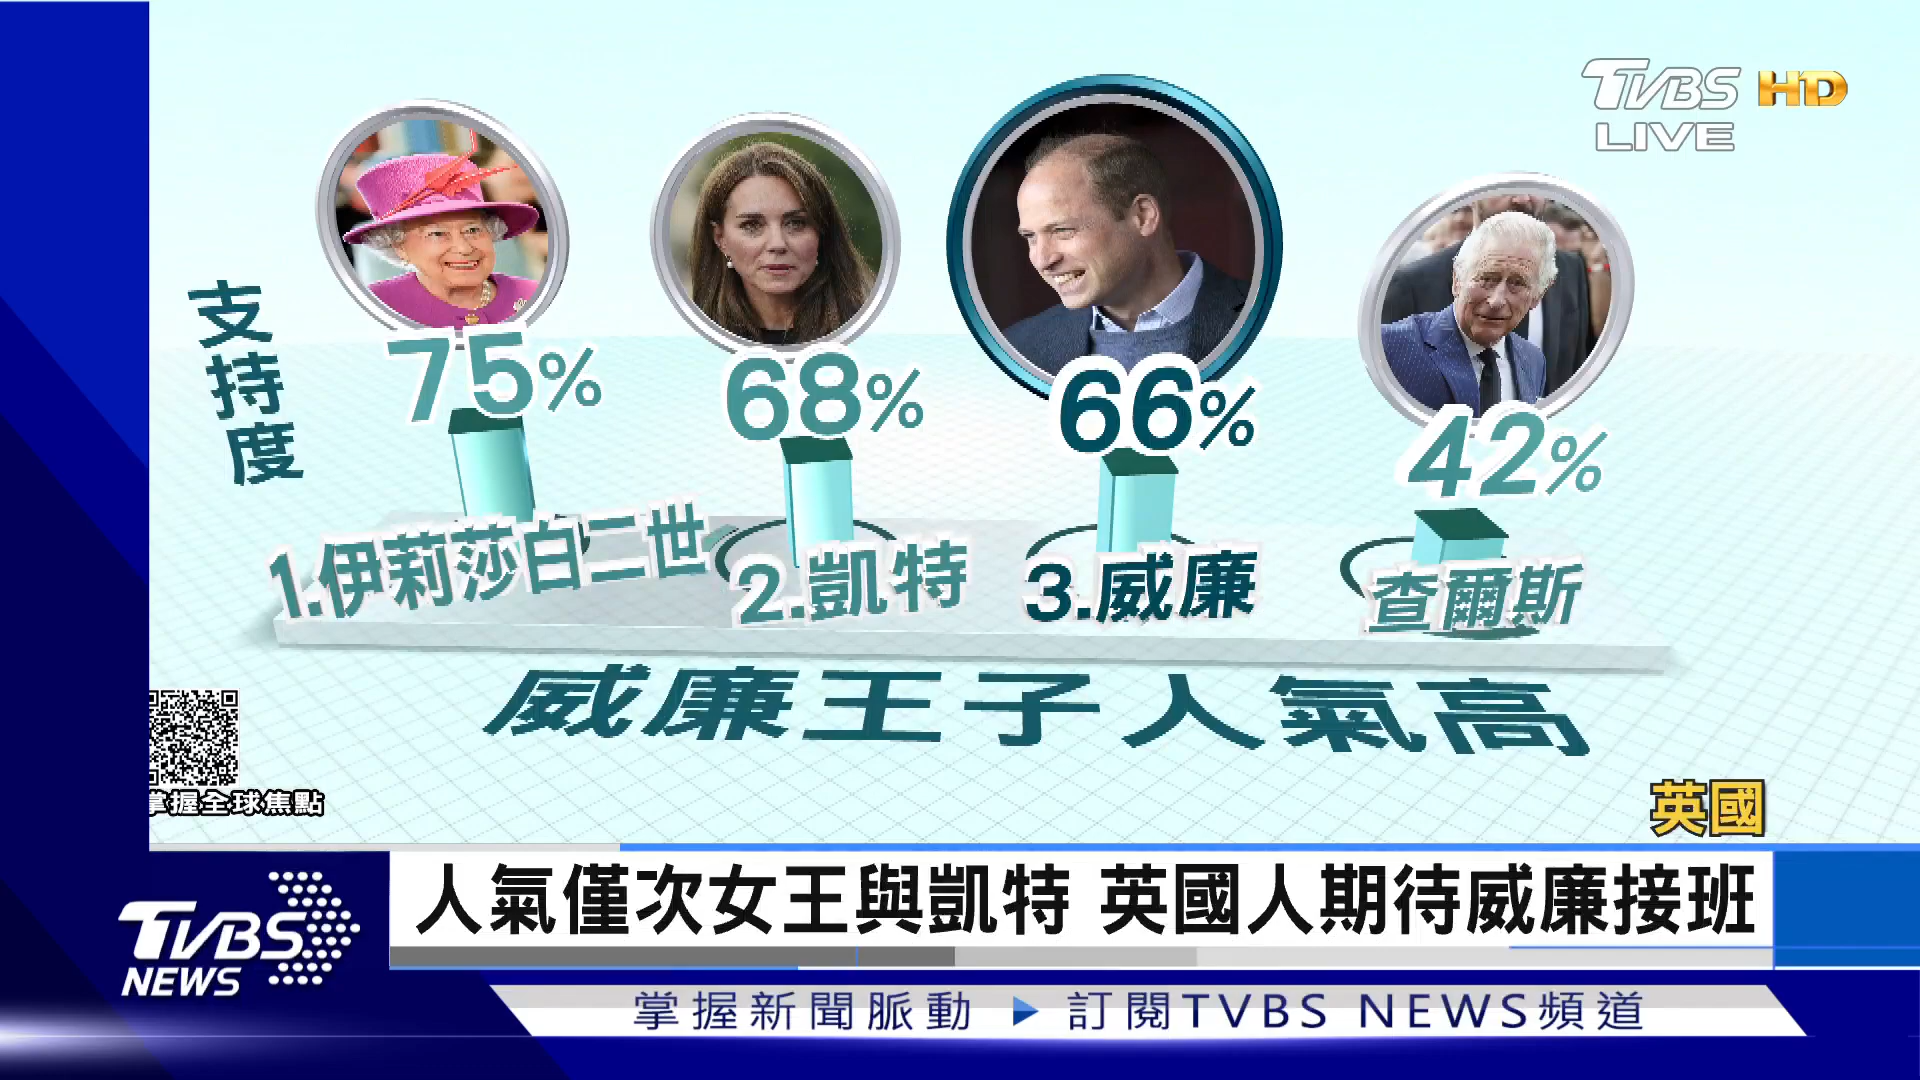 TVBS HD
LIVE
支持度
75%
68%
66%
42%
1.伊莉莎白二世
2.凱特
3.威廉
查爾斯
威廉王子人氣高
掌握全球焦點
英國
人氣僅次女王與凱特 英國人期待威廉接班
TVBS
NEWS
掌握新聞脈動 ▶ 訂閱TVBS NEWS頻道